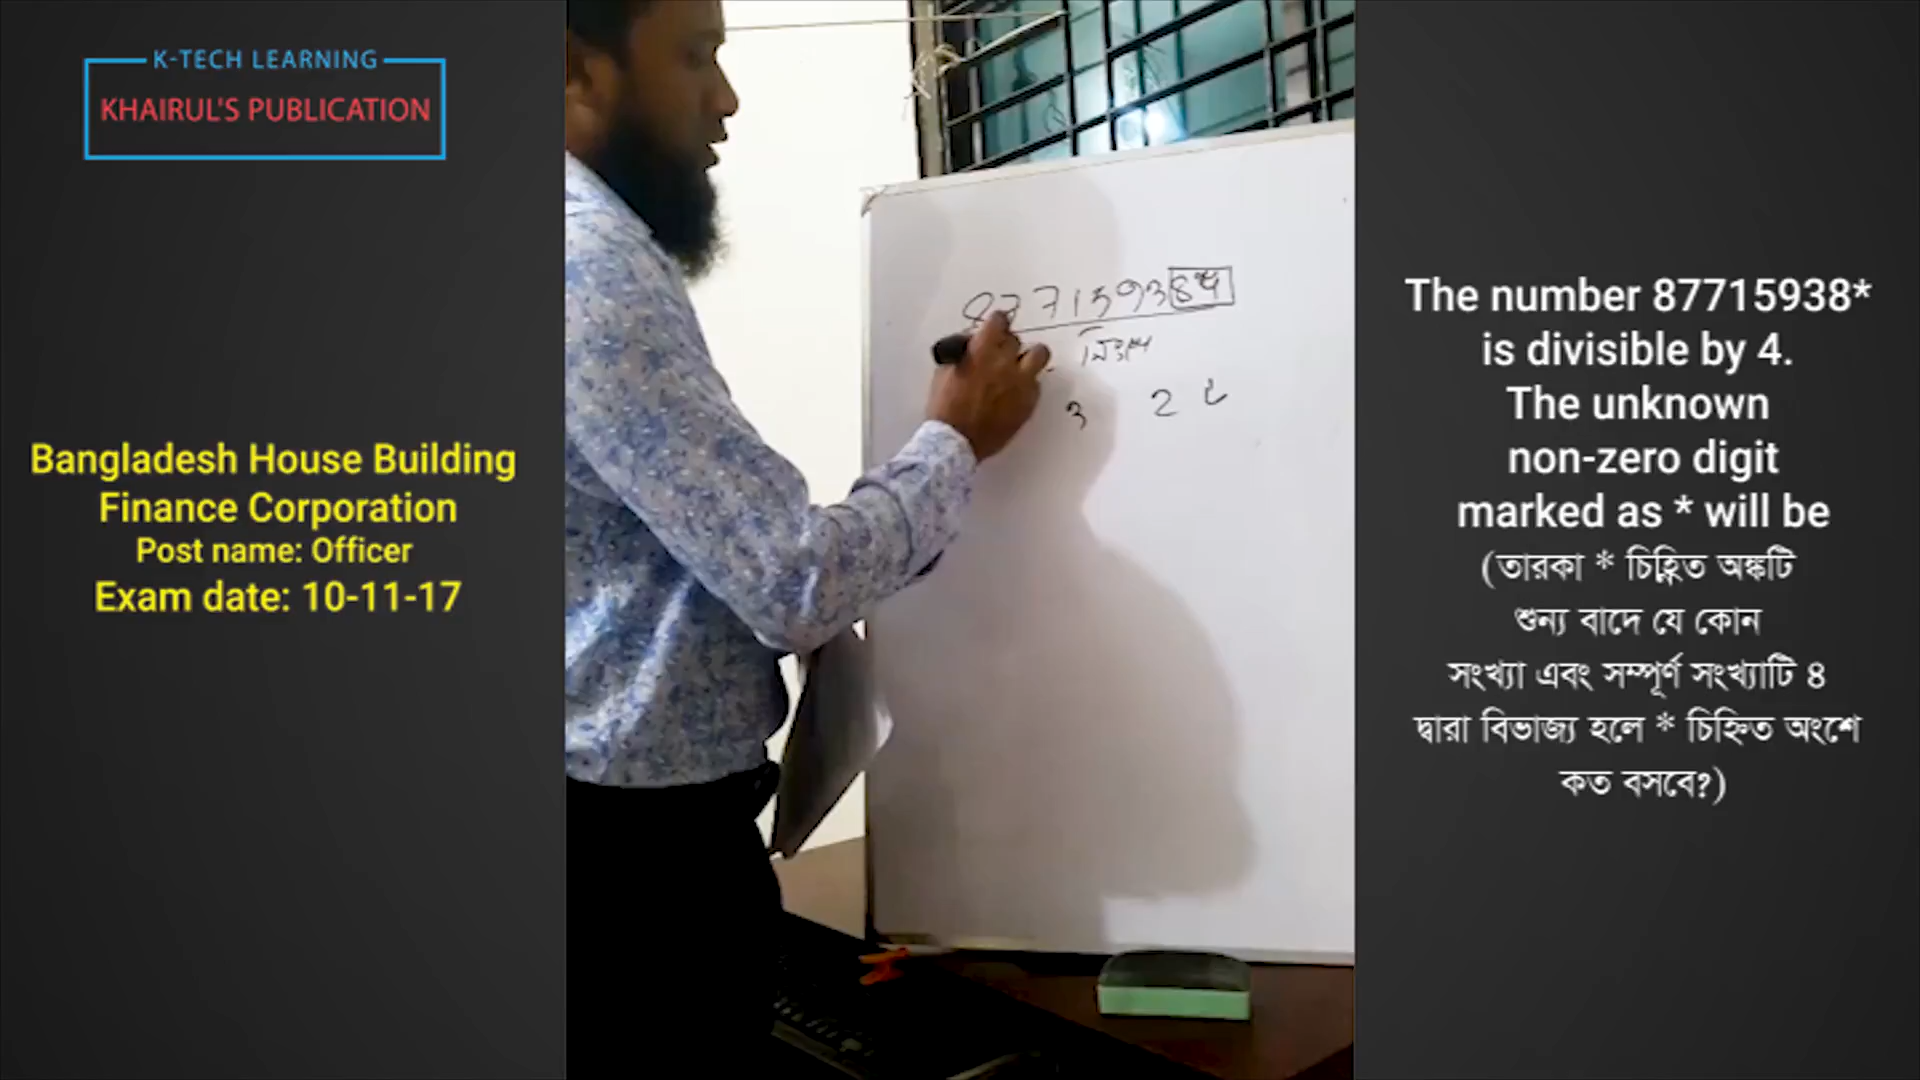 K-TECH LEARNING
KHAIRUL'S PUBLICATION
Bangladesh House Building
Finance Corporation
Post name: Officer
Exam date: 10-11-17
3 2
The number 87715938*
is divisible by 4.
The unknown
non-zero digit
marked as * will be
(তারকা * চিহ্ণিত অঙ্কটি
শুন্য বাদে যে কোন
সংখ্যা এবং সম্পূর্ণ সংখ্যাটি ৪
দ্বারা বিভাজ্য হলে * চিহ্নিত অংশে
কত বসবে?)